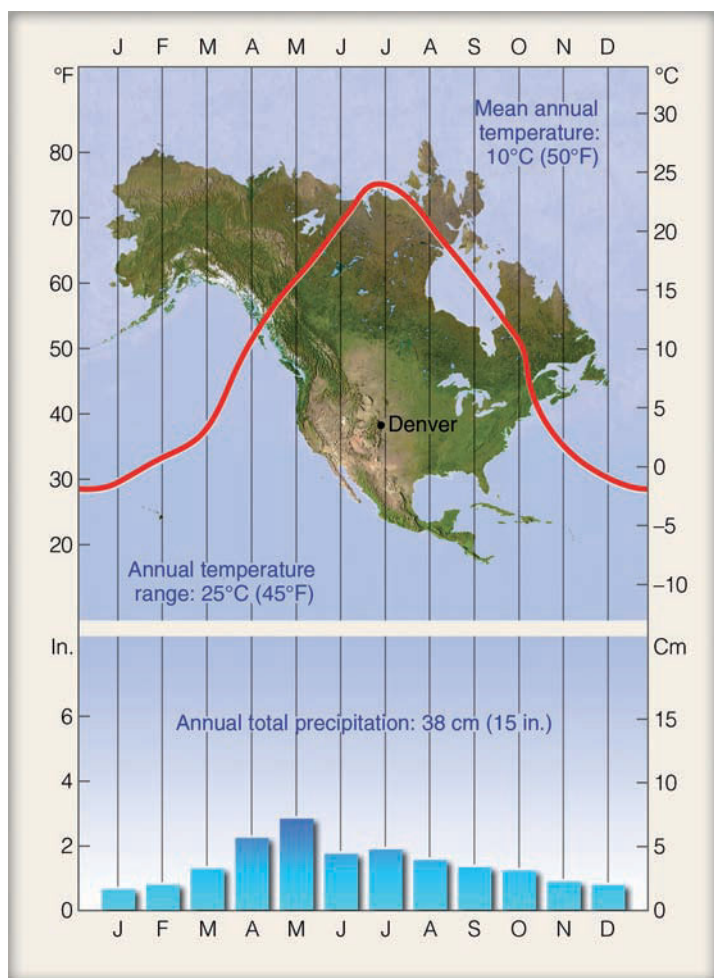 J F M A M J J A S O N D
°F °C
Mean annual
temperature:
10°C (50°F)
30
80
25
70
20
60
15
50
10
40
Denver
5
30
0
20
–5
Annual temperature
range: 25°C (45°F)
–10
In. Cm
Annual total precipitation: 38 cm (15 in.)
6
15
4
10
2
5
0 0
J F M A M J J A S O N D